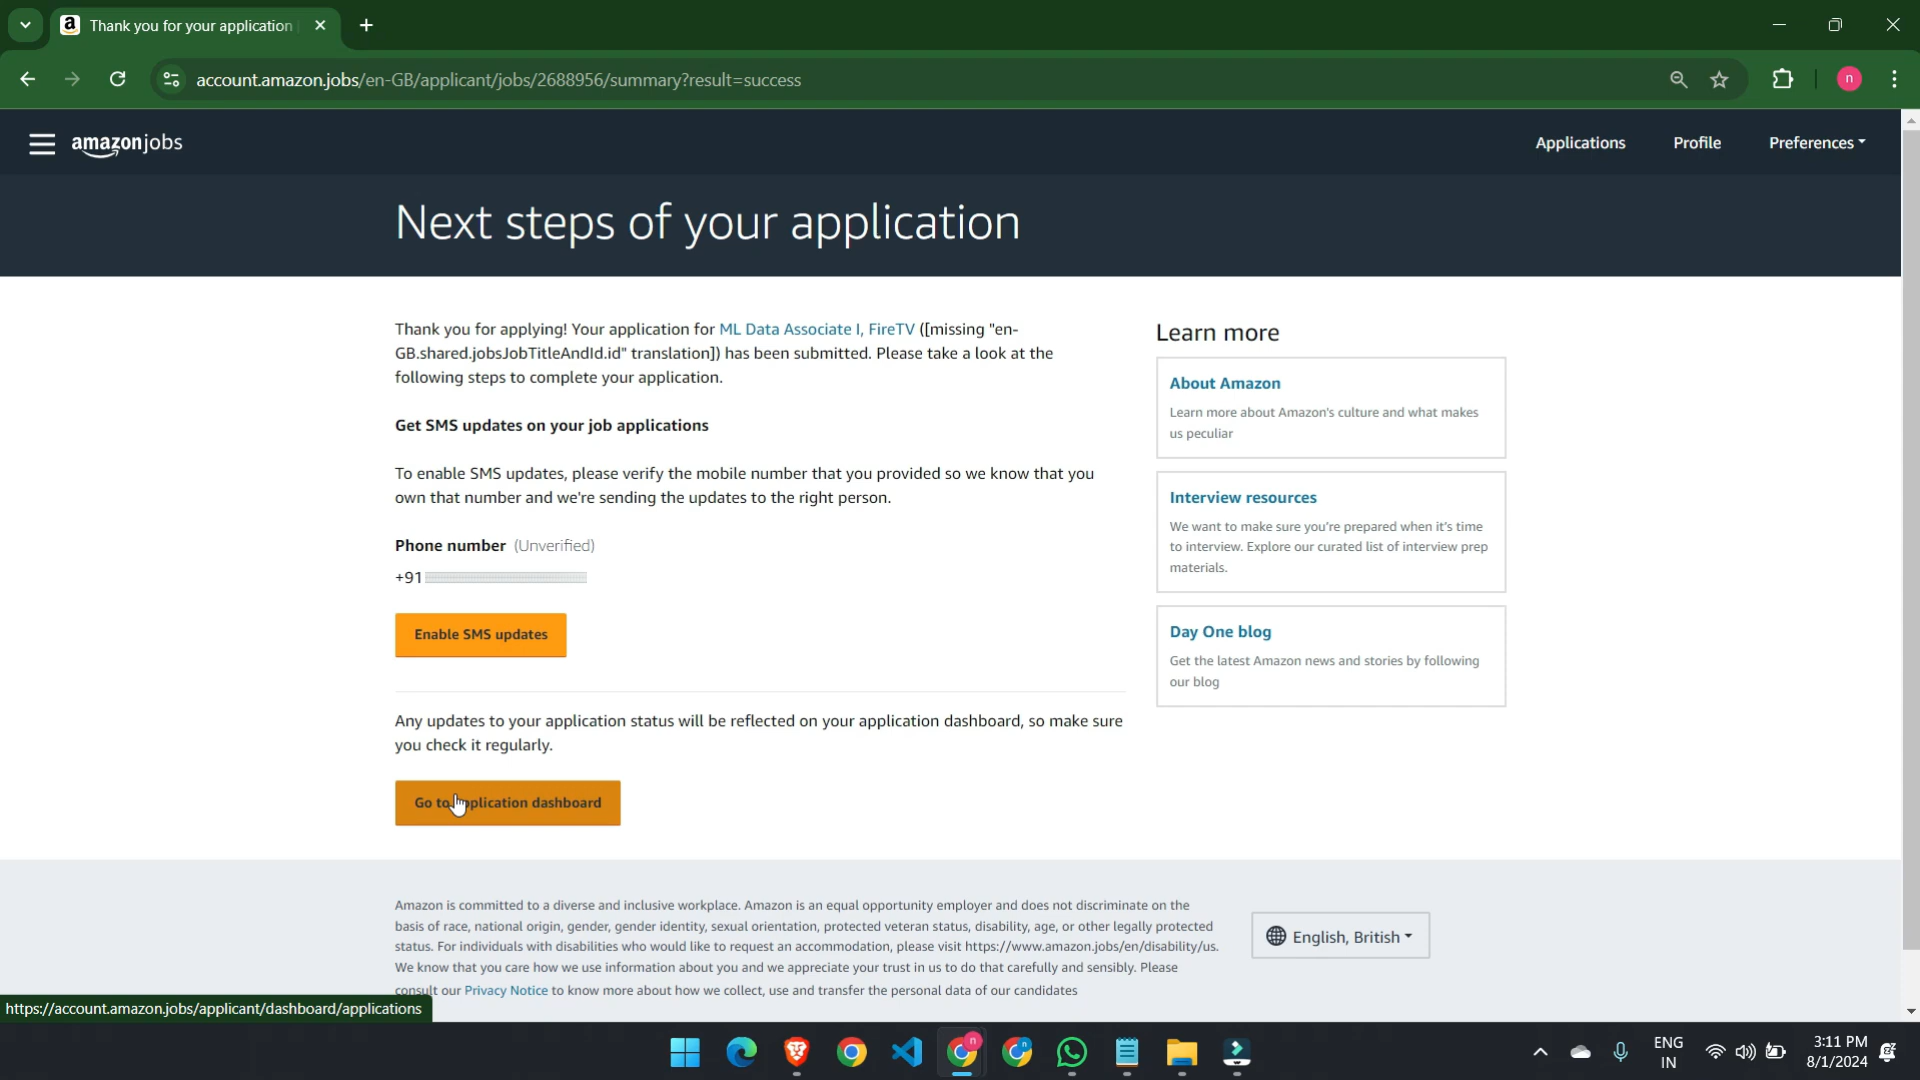 Thank you for your application
account.amazon.jobs/en-GB/applicant/jobs/2688956/summary?result=success
n
amazon jobs
Applications
Profile
Preferences
Next steps of your application
Thank you for applying! Your application for ML Data Associate I, FireTV ([missing "en-
GB.shared.jobsJobTitleAndId.id" translation]) has been submitted. Please take a look at the
following steps to complete your application.
Get SMS updates on your job applications
To enable SMS updates, please verify the mobile number that you provided so we know that you
own that number and we're sending the updates to the right person.
Phone number (Unverified)
+91
Enable SMS updates
Any updates to your application status will be reflected on your application dashboard, so make sure
you check it regularly.
Go to application dashboard
Learn more
About Amazon
Learn more about Amazon's culture and what makes
us peculiar
Interview resources
We want to make sure you're prepared when it's time
to interview. Explore our curated list of interview prep
materials.
Day One blog
Get the latest Amazon news and stories by following
our blog
Amazon is committed to a diverse and inclusive workplace. Amazon is an equal opportunity employer and does not discriminate on the
basis of race, national origin, gender, gender identity, sexual orientation, protected veteran status, disability, age, or other legally protected
status. For individuals with disabilities who would like to request an accommodation, please visit https://www.amazon.jobs/en/disability/us.
We know that you care how we use information about you and we appreciate your trust in us to do that carefully and sensibly. Please
consult our Privacy Notice to know more about how we collect, use and transfer the personal data of our candidates
English, British
https://account.amazon.jobs/applicant/dashboard/applications
ENG
IN
3:11 PM
8/1/2024